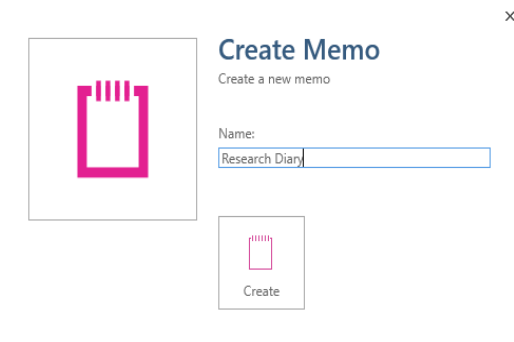 Create Memo
Create a new memo
Name:
Research Diary
Create